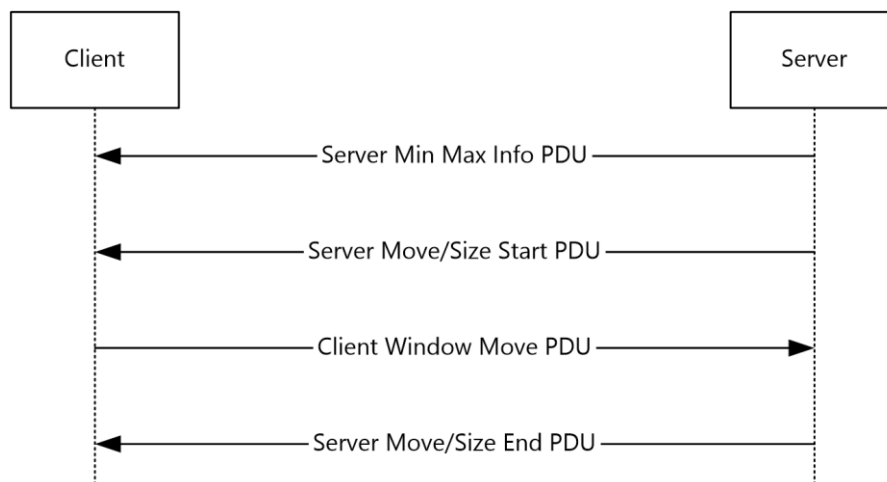 Client
Server
Server Min Max Info PDU
Server Move/Size Start PDU
Client Window Move PDU
Server Move/Size End PDU